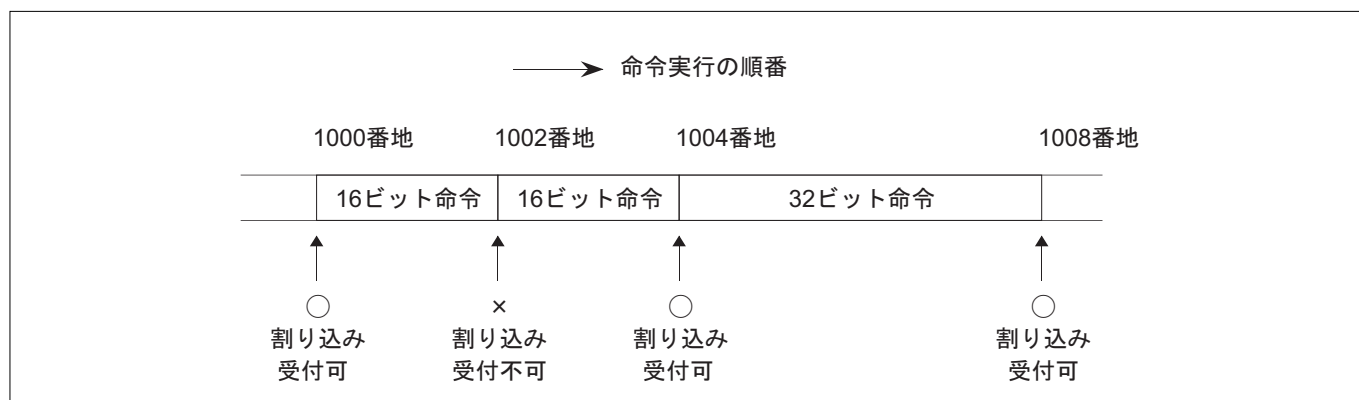 命令実行の順番
1000番地 1002番地 1004番地 1008番地
16ビット命令 16ビット命令 32ビット命令
○ × ○ ○
割り込み 割り込み 割り込み 割り込み
受付可 受付不可 受付可 受付可